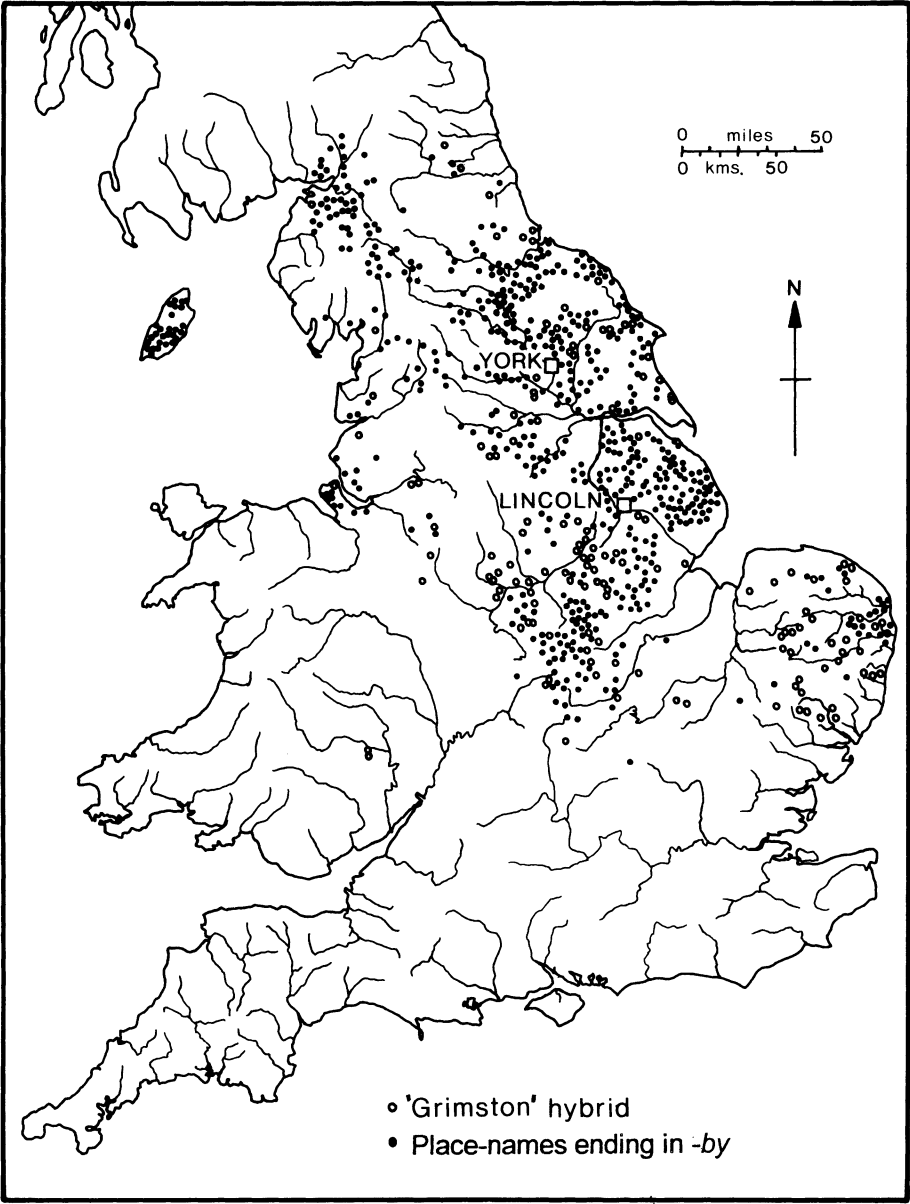 0 miles 50
0 kms. 50
N
YORK
LINCOLN
'Grimston' hybrid
Place-names ending in -by